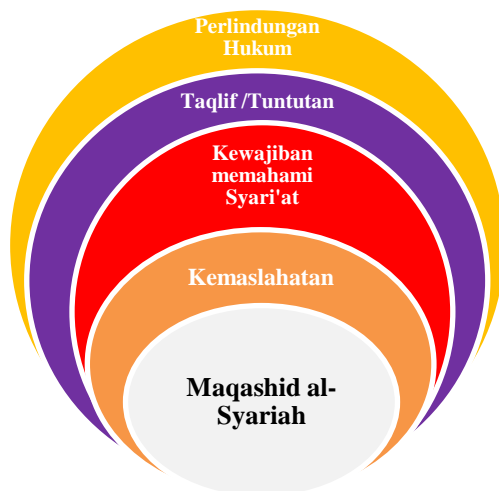 Perlindungan
Hukum
Taqlif /Tuntutan
Kewajiban
memahami
Syari'at
Kemaslahatan
Maqashid al-
Syariah